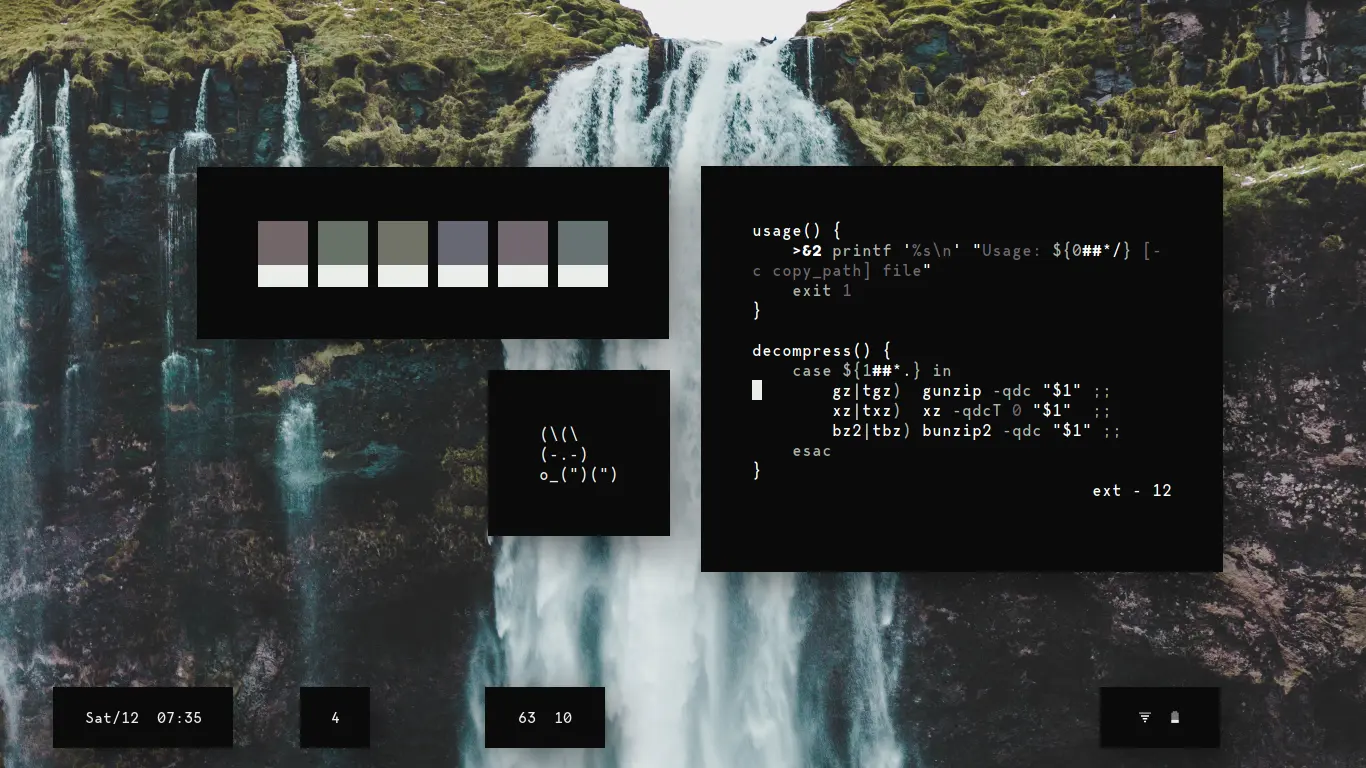 usage() {
    >&2 printf '%s\n' "Usage: ${0##*/} [-
c copy_path] file"
    exit 1
}

decompress() {
    case ${1##*.} in
        gz|tgz)  gunzip -qdc "$1" ;;
        xz|txz)  xz -qdcT 0 "$1"  ;;
        bz2|tbz) bunzip2 -qdc "$1" ;;
    esac
}
ext - 12
(\(\
(-.-)
o_(")(")
Sat/12  07:35
4
63  10